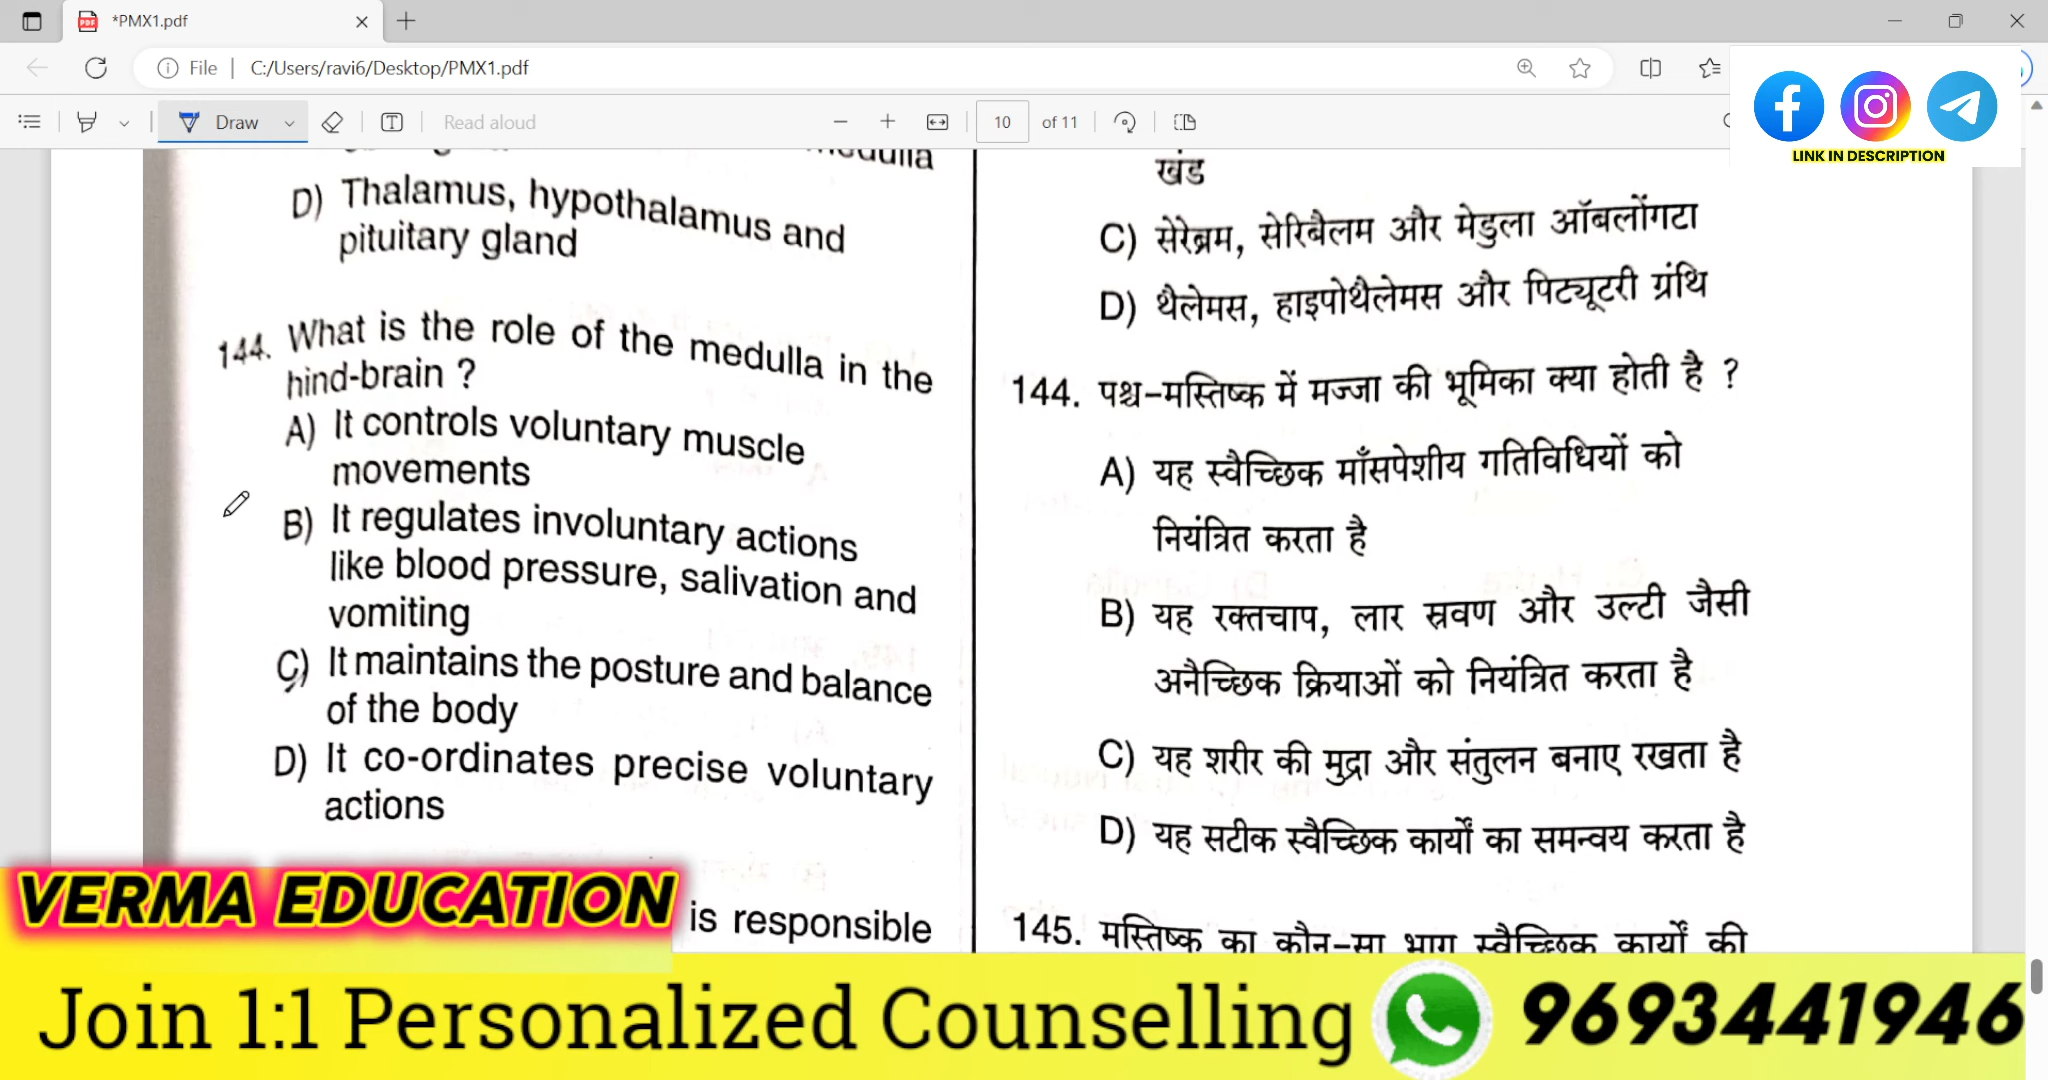 *PMX1.pdf
File
C:/Users/ravi6/Desktop/PMX1.pdf
Draw
Read aloud
10
of 11
LINK IN DESCRIPTION
medulla
D) Thalamus, hypothalamus and
pituitary gland
144. What is the role of the medulla in the
hind-brain ?
A) It controls voluntary muscle
movements
B) It regulates involuntary actions
like blood pressure, salivation and
vomiting
C) It maintains the posture and balance
of the body
D) It co-ordinates precise voluntary
actions
is responsible
खंड
C) सेरेब्रम, सेरिबैलम और मेडुला ऑबलोंगटा
D) थैलेमस, हाइपोथैलेमस और पिट्यूटरी ग्रंथि
144. पश्च-मस्तिष्क में मज्जा की भूमिका क्या होती है ?
A) यह स्वैच्छिक माँसपेशीय गतिविधियों को
नियंत्रित करता है
B) यह रक्तचाप, लार स्रवण और उल्टी जैसी
अनैच्छिक क्रियाओं को नियंत्रित करता है
C) यह शरीर की मुद्रा और संतुलन बनाए रखता है
D) यह सटीक स्वैच्छिक कार्यों का समन्वय करता है
145. मस्तिष्क का कौन-सा भाग स्वैच्छिक कार्यों की
VERMA EDUCATION
Join 1:1 Personalized Counselling
9693441946